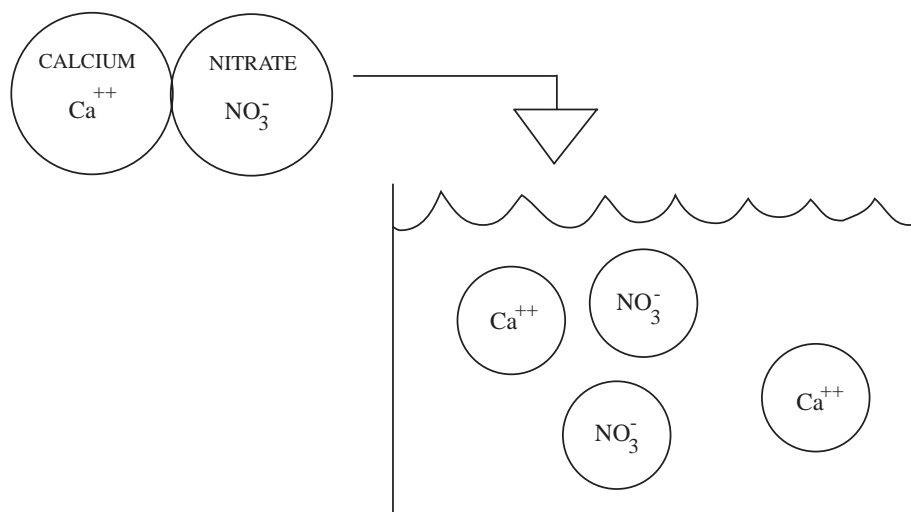 CALCIUM
Ca++
NITRATE
NO3-
Ca++
NO3-
NO3-
Ca++